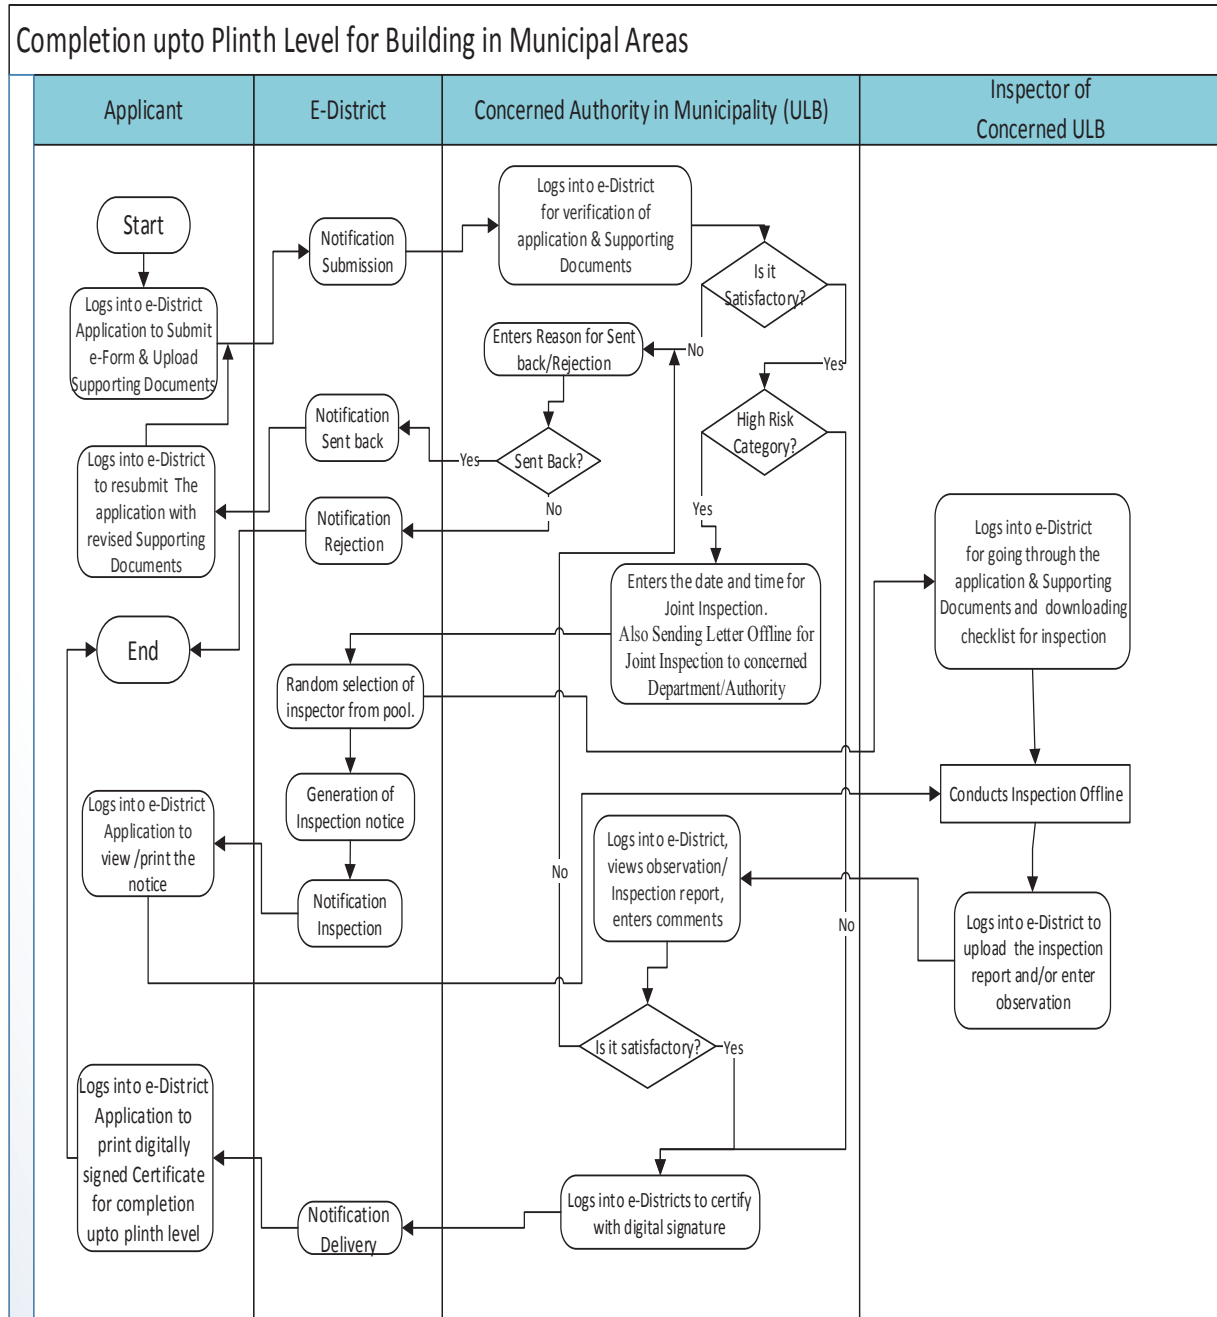 Completion upto Plinth Level for Building in Municipal Areas
Applicant
E-District
Concerned Authority in Municipality (ULB)
Inspector of
Concerned ULB
Start
Logs into e-District
Application to Submit
e-Form & Upload
Supporting Documents
Notification
Submission
Logs into e-District
for verification of
application & Supporting
Documents
Is it
Satisfactory?
No
Yes
Enters Reason for Sent
back/Rejection
High Risk
Category?
Notification
Sent back
Yes
Sent Back?
No
Yes
Logs into e-District
to resubmit The
application with
revised Supporting
Documents
Notification
Rejection
Logs into e-District
for going through the
application & Supporting
Documents and downloading
checklist for inspection
Enters the date and time for
Joint Inspection.
Also Sending Letter Offline for
Joint Inspection to concerned
Department/Authority
End
Random selection of
inspector from pool.
Generation of
Inspection notice
Conducts Inspection Offline
Logs into e-District
Application to
view /print the
notice
No
Logs into e-District,
views observation/
Inspection report,
enters comments
No
Notification
Inspection
Logs into e-District to
upload the inspection
report and/or enter
observation
Is it satisfactory?
Yes
Logs into e-District
Application to
print digitally
signed Certificate
for completion
upto plinth level
Notification
Delivery
Logs into e-Districts to certify
with digital signature